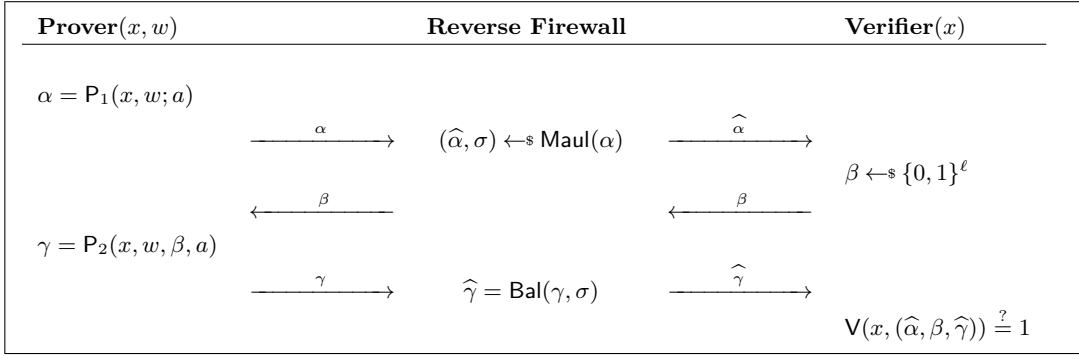 Prover(x, w) Reverse Firewall Verifier(x)
α = P₁(x, w; a)
α (α̂, σ) ←$ Maul(α) α̂
β ←$ {0, 1}^ℓ
β β
γ = P₂(x, w, β, a)
γ γ̂ = Bal(γ, σ) γ̂
V(x, (α̂, β, γ̂)) ≟ 1